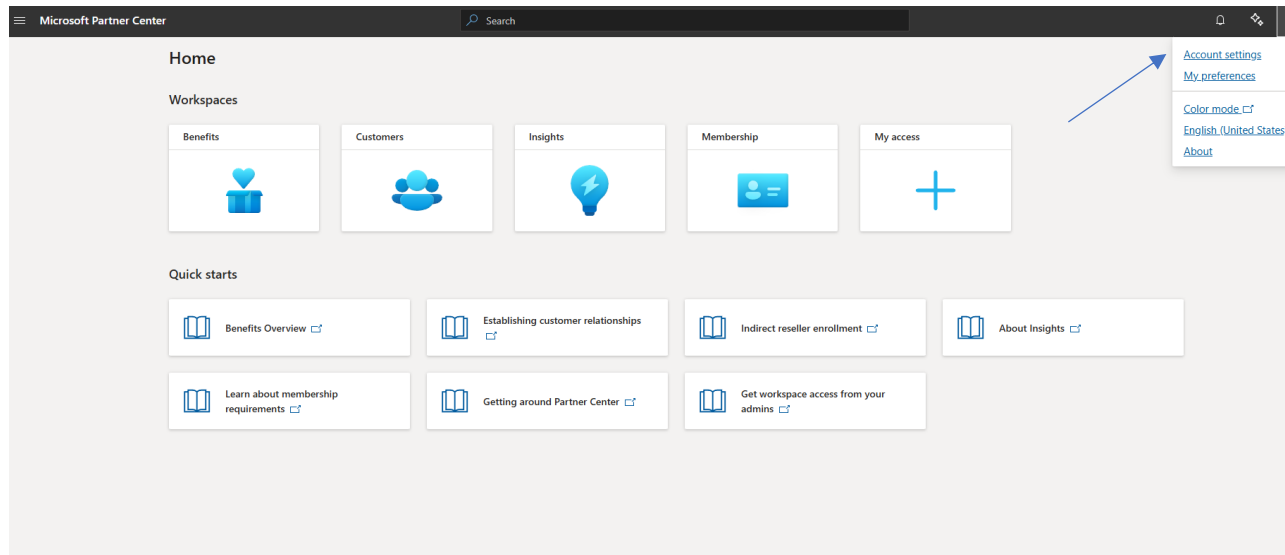 Microsoft Partner Center
Search
Account settings
My preferences
Color mode
English (United States
About
Home
Workspaces
Benefits
Customers
Insights
Membership
My access
Quick starts
Benefits Overview
Establishing customer relationships
Indirect reseller enrollment
About Insights
Learn about membership
requirements
Getting around Partner Center
Get workspace access from your
admins